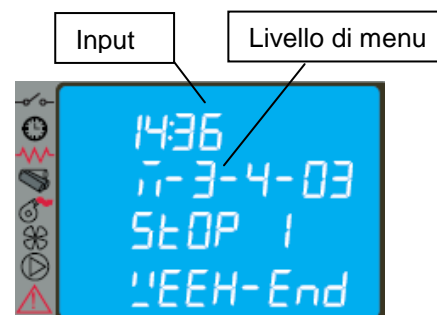 Input
Livello di menu
14:36
M-3-4-03
StOP 1
WEEH-End